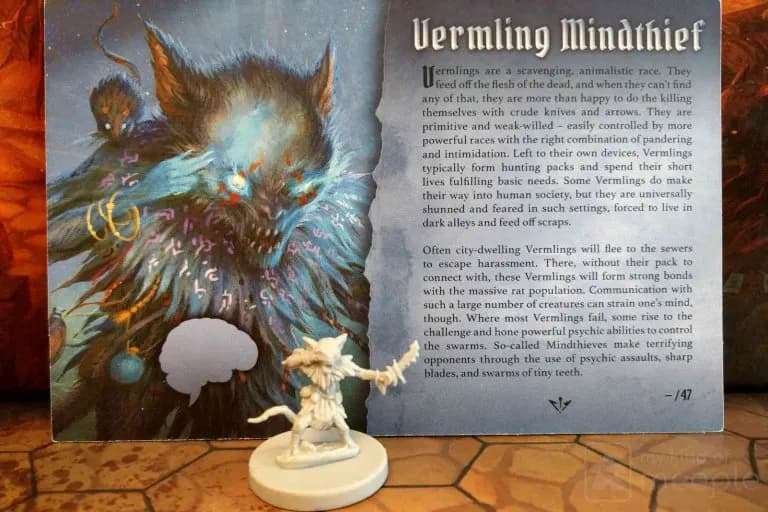 Vermling Mindthief
Vermlings are a scavenging, animalistic race. They
feed off the flesh of the dead, and when they can't find
any of that, they are more than happy to do the killing
themselves with crude knives and arrows. They are
primitive and weak-willed – easily controlled by more
powerful races with the right combination of pandering
and intimidation. Left to their own devices, Vermlings
typically form hunting packs and spend their short
lives fulfilling basic needs. Some Vermlings do make
their way into human society, but they are universally
shunned and feared in such settings, forced to live in
dark alleys and feed off scraps.
Often city-dwelling Vermlings will flee to the sewers
to escape harassment. There, without their pack to
connect with, these Vermlings will form strong bonds
with the massive rat population. Communication with
such a large number of creatures can strain one's mind,
though. Where most Vermlings fail, some rise to the
challenge and hone powerful psychic abilities to control
the swarms. So-called Mindthieves make terrifying
opponents through the use of psychic assaults, sharp
blades, and swarms of tiny teeth.
– /47